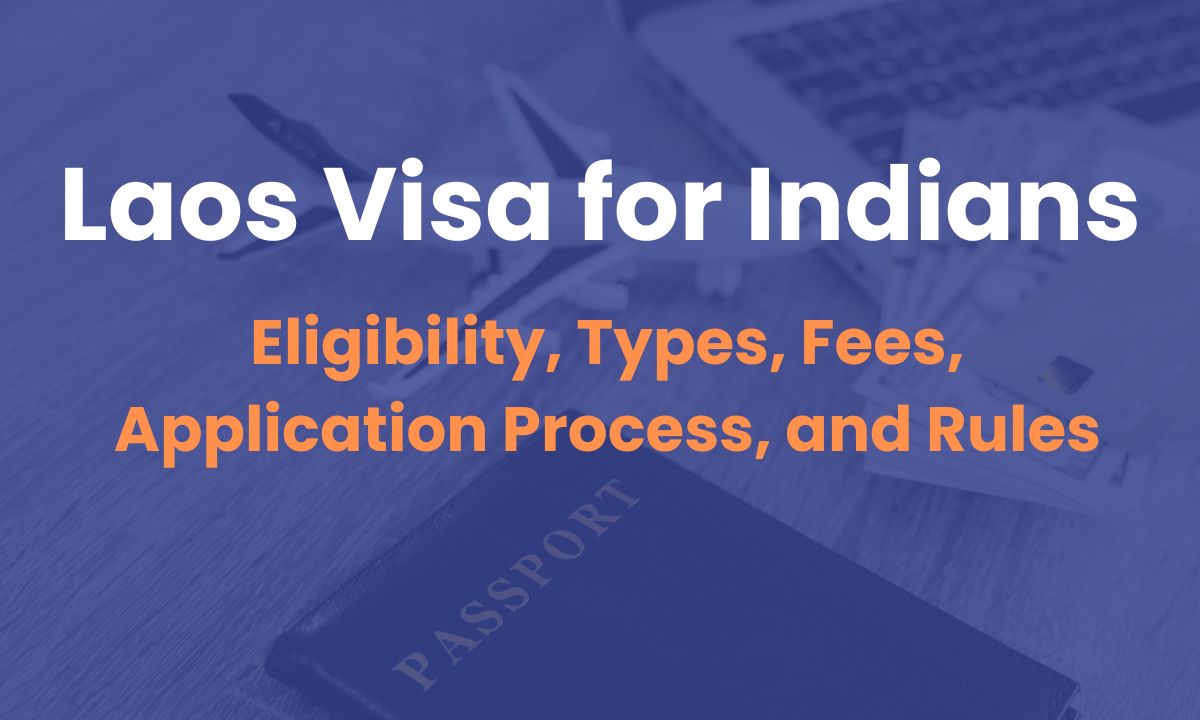 Laos Visa for Indians
Eligibility, Types, Fees,
Application Process, and Rules
PASSPORT